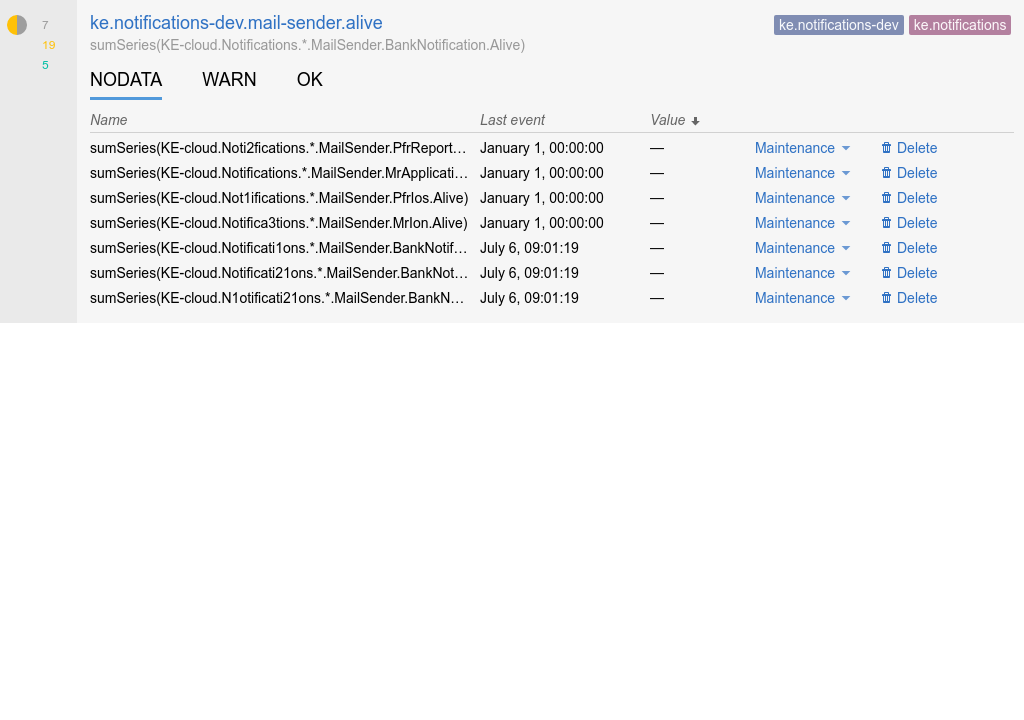 7
19
5
ke.notifications-dev.mail-sender.alive ke.notifications-dev ke.notifications
sumSeries(KE-cloud.Notifications.*.MailSender.BankNotification.Alive)
NODATA WARN OK
Name Last event Value
sumSeries(KE-cloud.Noti2fications.*.MailSender.PfrReport… January 1, 00:00:00 — Maintenance Delete
sumSeries(KE-cloud.Notifications.*.MailSender.MrApplicati… January 1, 00:00:00 — Maintenance Delete
sumSeries(KE-cloud.Not1ifications.*.MailSender.PfrIos.Alive) January 1, 00:00:00 — Maintenance Delete
sumSeries(KE-cloud.Notifica3tions.*.MailSender.MrIon.Alive) January 1, 00:00:00 — Maintenance Delete
sumSeries(KE-cloud.Notificati1ons.*.MailSender.BankNotif… July 6, 09:01:19 — Maintenance Delete
sumSeries(KE-cloud.Notificati21ons.*.MailSender.BankNot… July 6, 09:01:19 — Maintenance Delete
sumSeries(KE-cloud.N1otificati21ons.*.MailSender.BankN… July 6, 09:01:19 — Maintenance Delete